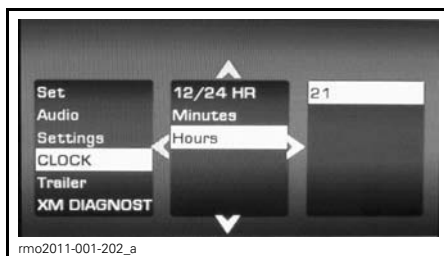 Set
Audio
Settings
CLOCK
Trailer
XM DIAGNOST
12/24 HR
Minutes
Hours
21
rmo2011-001-202_a